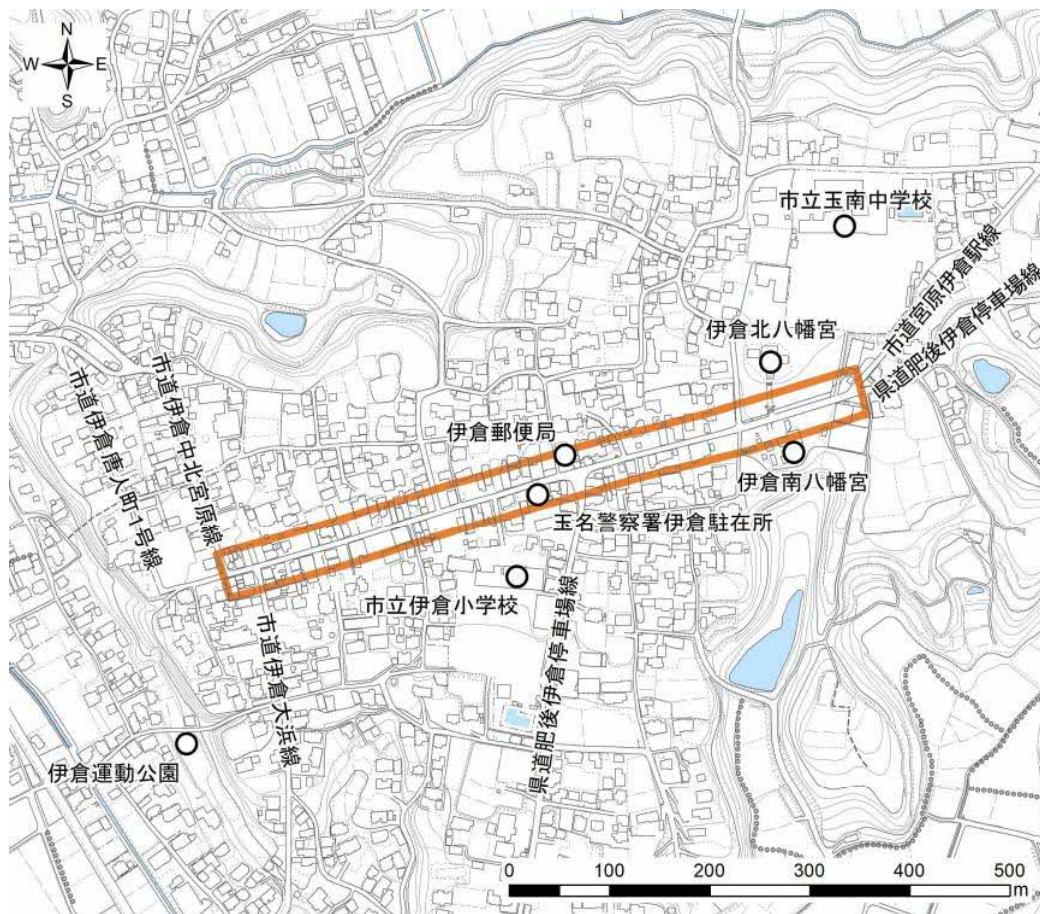 N
W E
S
市立玉南中学校
市道宮原伊倉駅線
県道肥後伊倉停車場線
伊倉北八幡宮
市道伊倉中北宮原線
市道伊倉唐人町1号線
伊倉郵便局
伊倉南八幡宮
玉名警察署伊倉駐在所
市立伊倉小学校
県道肥後伊倉停車場線
市道伊倉大浜線
伊倉運動公園
0 100 200 300 400 500
m